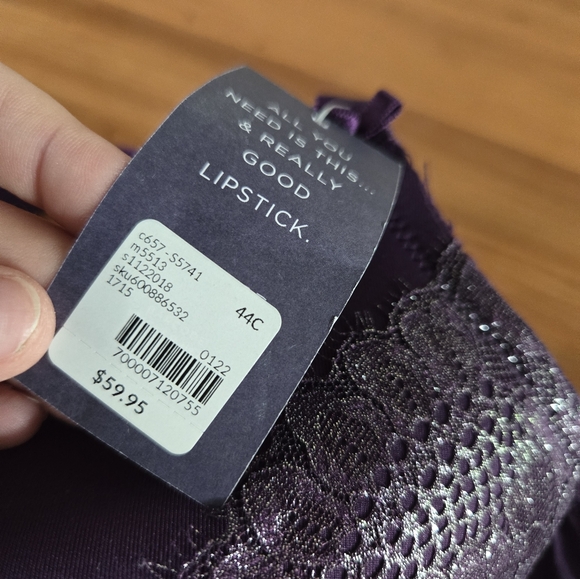 ALL YOU
NEED IS THIS...
& REALLY
GOOD
LIPSTICK.
c657-S5741
m5513
s1122018
sku600886532
1715
44C
0122
700007120755
$59.95